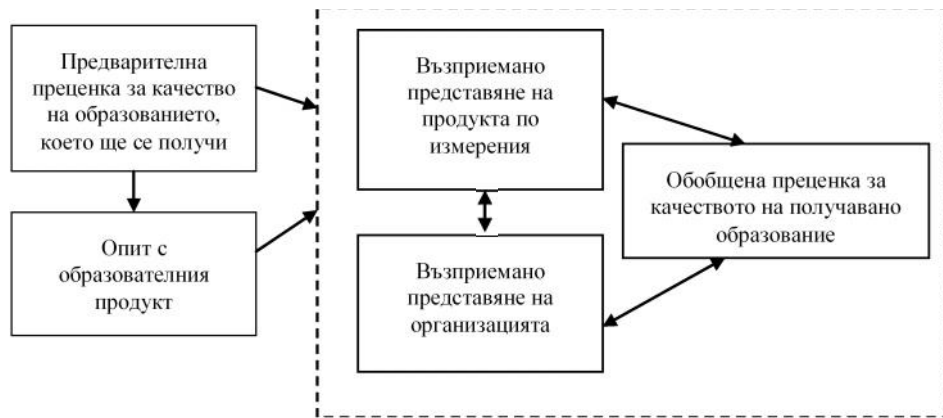 Предварителна
преценка за качество
на образованието,
което ще се получи
Опит с
образователния
продукт
Възприемано
представяне на
продукта по
измерения
Възприемано
представяне на
организацията
Обобщена преценка за
качеството на получавано
образование